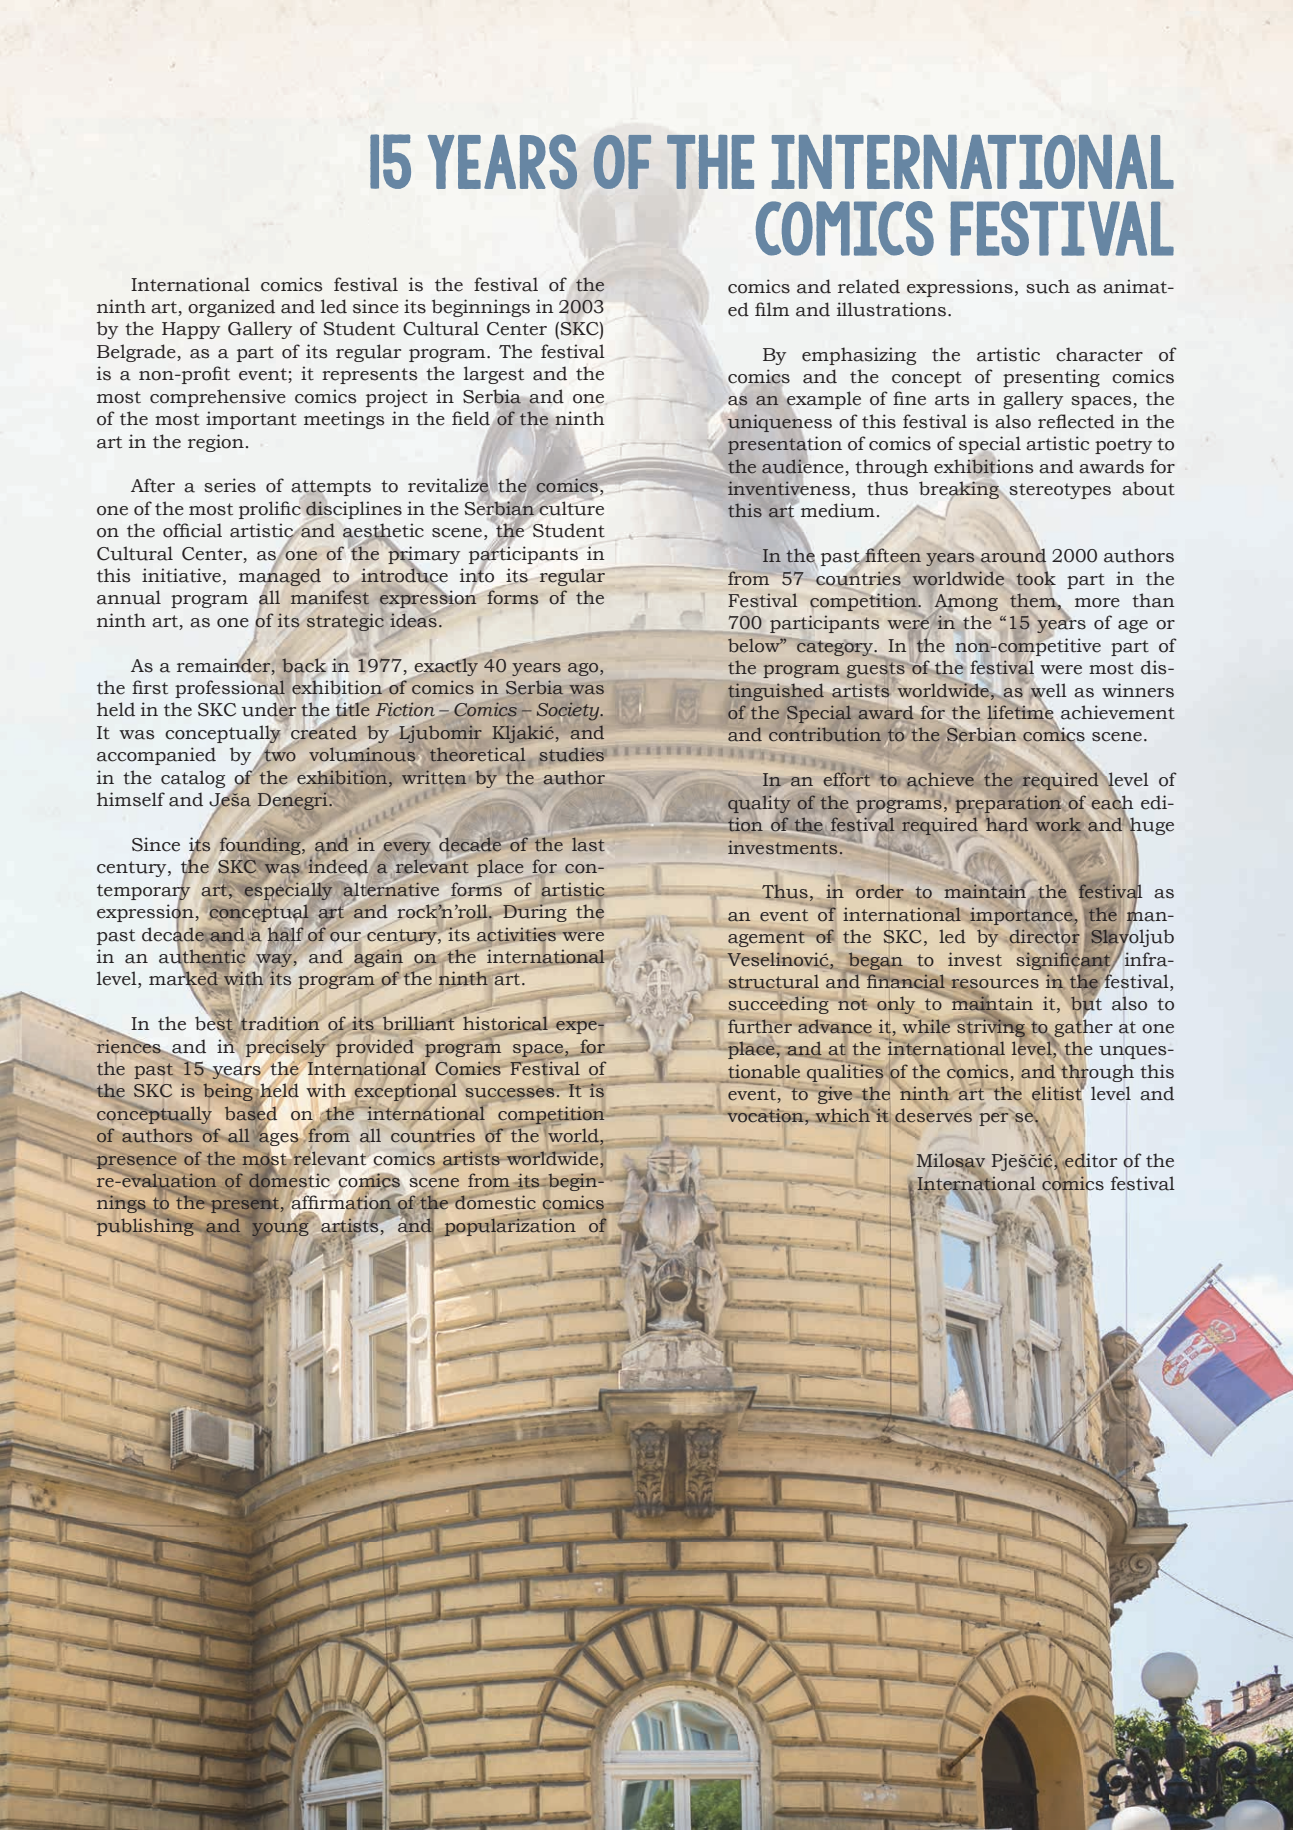 15 YEARS OF THE INTERNATIONAL
COMICS FESTIVAL
International comics festival is the festival of the
ninth art, organized and led since its beginnings in 2003
by the Happy Gallery of Student Cultural Center (SKC)
Belgrade, as a part of its regular program. The festival
is a non-profit event; it represents the largest and the
most comprehensive comics project in Serbia and one
of the most important meetings in the field of the ninth
art in the region.
After a series of attempts to revitalize the comics,
one of the most prolific disciplines in the Serbian culture
on the official artistic and aesthetic scene, the Student
Cultural Center, as one of the primary participants in
this initiative, managed to introduce into its regular
annual program all manifest expression forms of the
ninth art, as one of its strategic ideas.
As a remainder, back in 1977, exactly 40 years ago,
the first professional exhibition of comics in Serbia was
held in the SKC under the title Fiction – Comics – Society.
It was conceptually created by Ljubomir Kljakić, and
accompanied by two voluminous theoretical studies
in the catalog of the exhibition, written by the author
himself and Ješa Denegri.
Since its founding, and in every decade of the last
century, the SKC was indeed a relevant place for con-
temporary art, especially alternative forms of artistic
expression, conceptual art and rock’n’roll. During the
past decade and a half of our century, its activities were
in an authentic way, and again on the international
level, marked with its program of the ninth art.
In the best tradition of its brilliant historical expe-
riences and in precisely provided program space, for
the past 15 years the International Comics Festival of
the SKC is being held with exceptional successes. It is
conceptually based on the international competition
of authors of all ages from all countries of the world,
presence of the most relevant comics artists worldwide,
re-evaluation of domestic comics scene from its begin-
nings to the present, affirmation of the domestic comics
publishing and young artists, and popularization of
comics and related expressions, such as animat-
ed film and illustrations.
By emphasizing the artistic character of
comics and the concept of presenting comics
as an example of fine arts in gallery spaces, the
uniqueness of this festival is also reflected in the
presentation of comics of special artistic poetry to
the audience, through exhibitions and awards for
inventiveness, thus breaking stereotypes about
this art medium.
In the past fifteen years around 2000 authors
from 57 countries worldwide took part in the
Festival competition. Among them, more than
700 participants were in the “15 years of age or
below” category. In the non-competitive part of
the program guests of the festival were most dis-
tinguished artists worldwide, as well as winners
of the Special award for the lifetime achievement
and contribution to the Serbian comics scene.
In an effort to achieve the required level of
quality of the programs, preparation of each edi-
tion of the festival required hard work and huge
investments.
Thus, in order to maintain the festival as
an event of international importance, the man-
agement of the SKC, led by director Slavoljub
Veselinović, began to invest significant infra-
structural and financial resources in the festival,
succeeding not only to maintain it, but also to
further advance it, while striving to gather at one
place, and at the international level, the unques-
tionable qualities of the comics, and through this
event, to give the ninth art the elitist level and
vocation, which it deserves per se.
Milosav Pješčić, editor of the
International comics festival